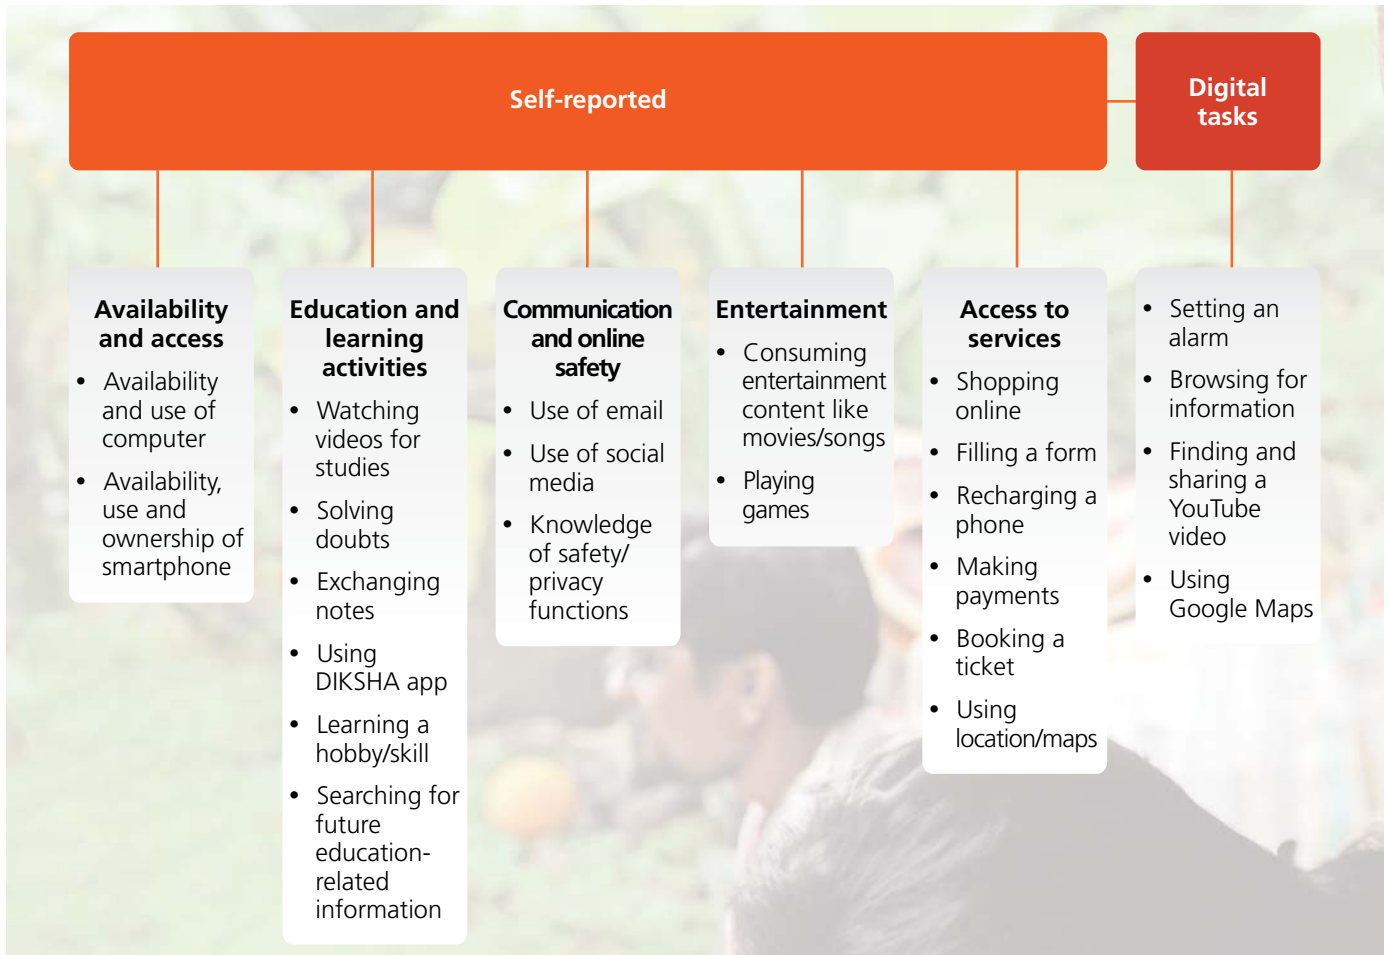 Self-reported
Digital
tasks
Availability
and access
• Availability
and use of
computer
• Availability,
use and
ownership of
smartphone
Education and
learning
activities
• Watching
videos for
studies
• Solving
doubts
• Exchanging
notes
• Using
DIKSHA app
• Learning a
hobby/skill
• Searching for
future
education-
related
information
Communication
and online
safety
• Use of email
• Use of social
media
• Knowledge
of safety/
privacy
functions
Entertainment
• Consuming
entertainment
content like
movies/songs
• Playing
games
Access to
services
• Shopping
online
• Filling a form
• Recharging a
phone
• Making
payments
• Booking a
ticket
• Using
location/maps
• Setting an
alarm
• Browsing for
information
• Finding and
sharing a
YouTube
video
• Using
Google Maps